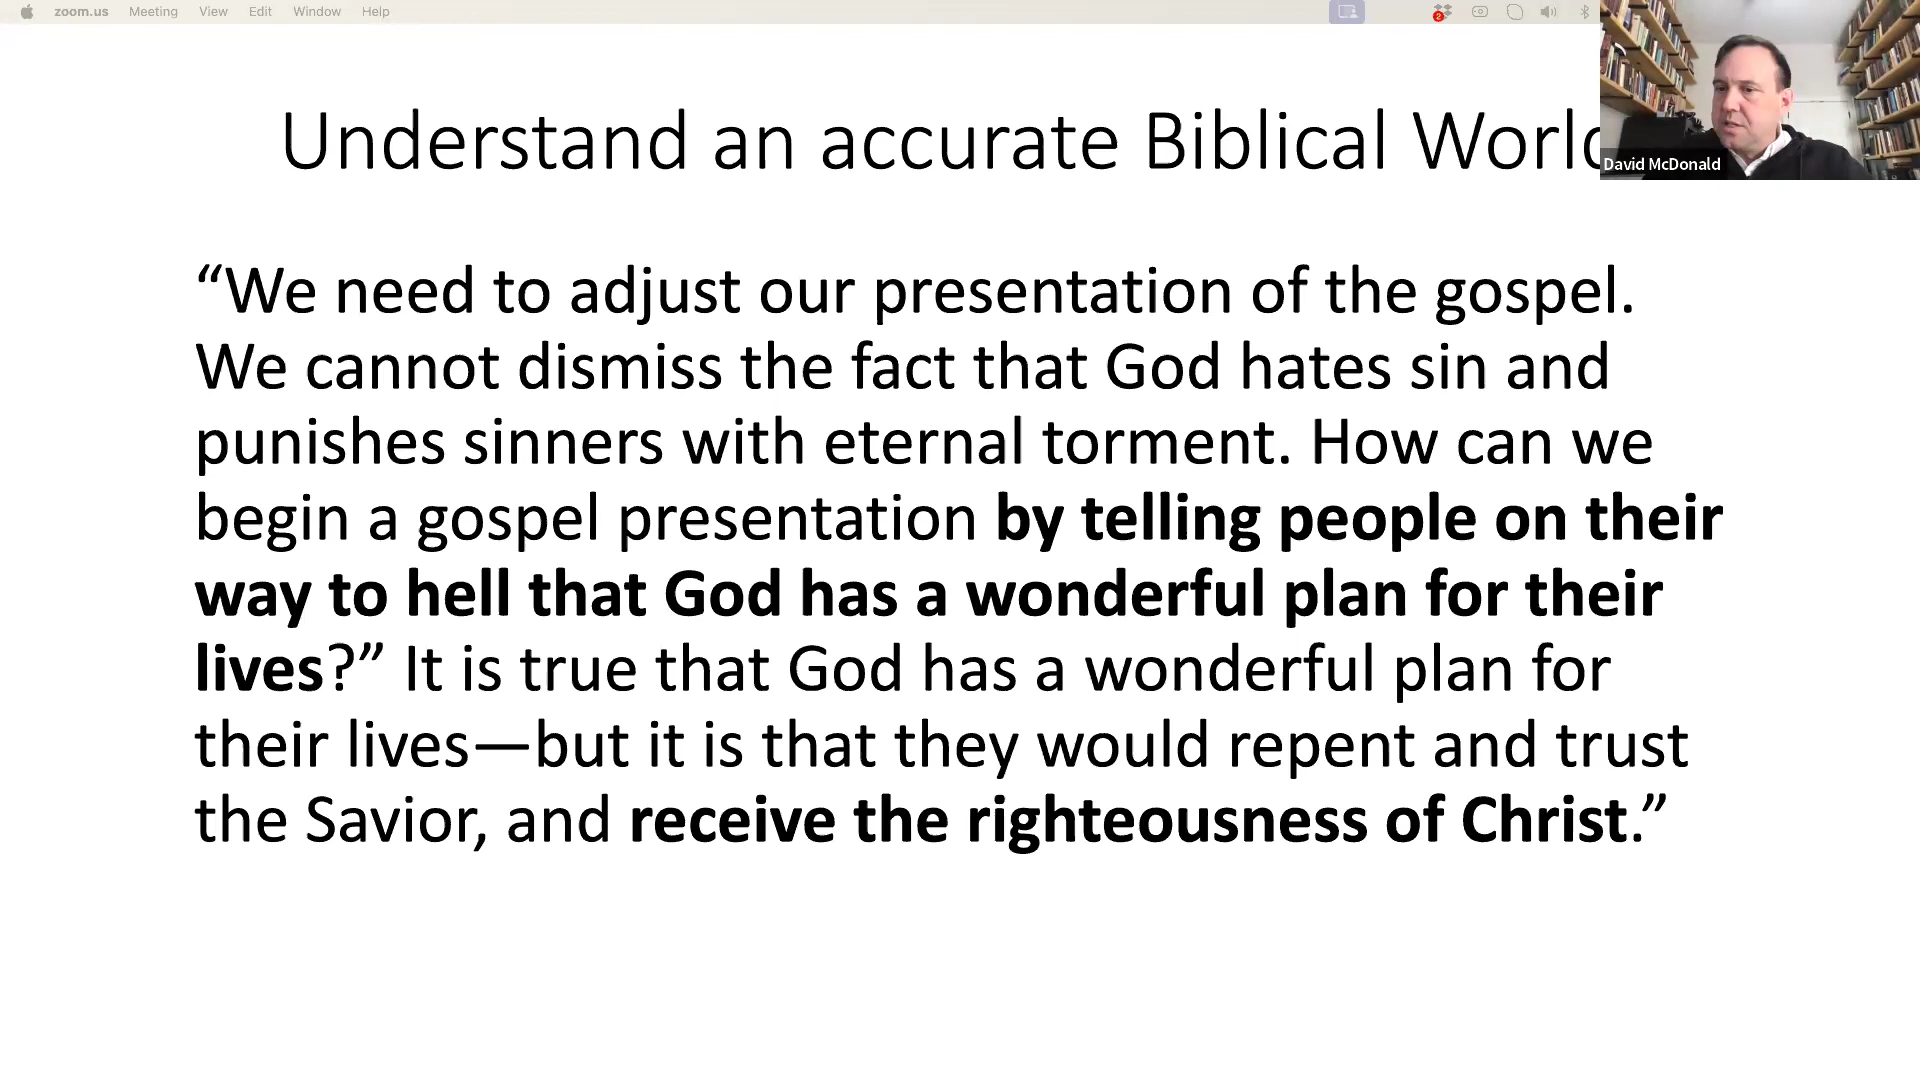 zoom.us Meeting View Edit Window Help
2
Understand an accurate Biblical World
David McDonald
“We need to adjust our presentation of the gospel.
We cannot dismiss the fact that God hates sin and
punishes sinners with eternal torment. How can we
begin a gospel presentation by telling people on their
way to hell that God has a wonderful plan for their
lives?” It is true that God has a wonderful plan for
their lives—but it is that they would repent and trust
the Savior, and receive the righteousness of Christ.”